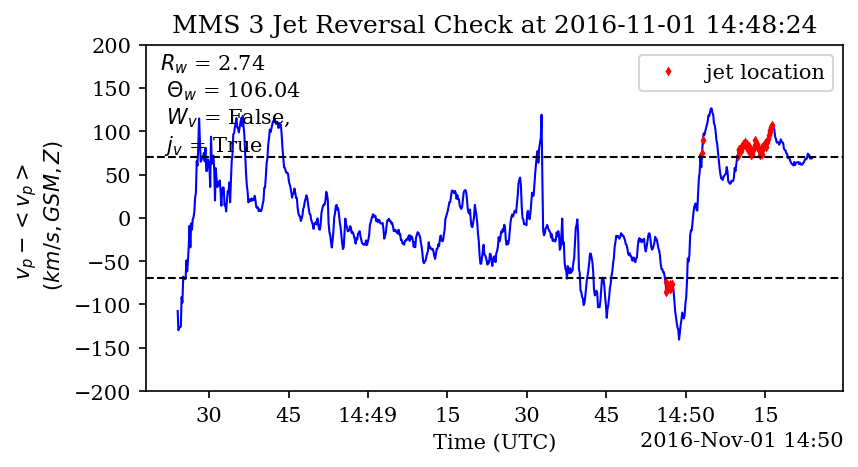 MMS 3 Jet Reversal Check at 2016-11-01 14:48:24
R_w = 2.74
Θ_w = 106.04
W_v = False,
j_v = True
jet location
200
150
100
50
0
−50
−100
−150
−200
v_p − < v_p >
(km/s, GSM, Z)
30 45 14:49 15 30 45 14:50 15
Time (UTC)
2016-Nov-01 14:50